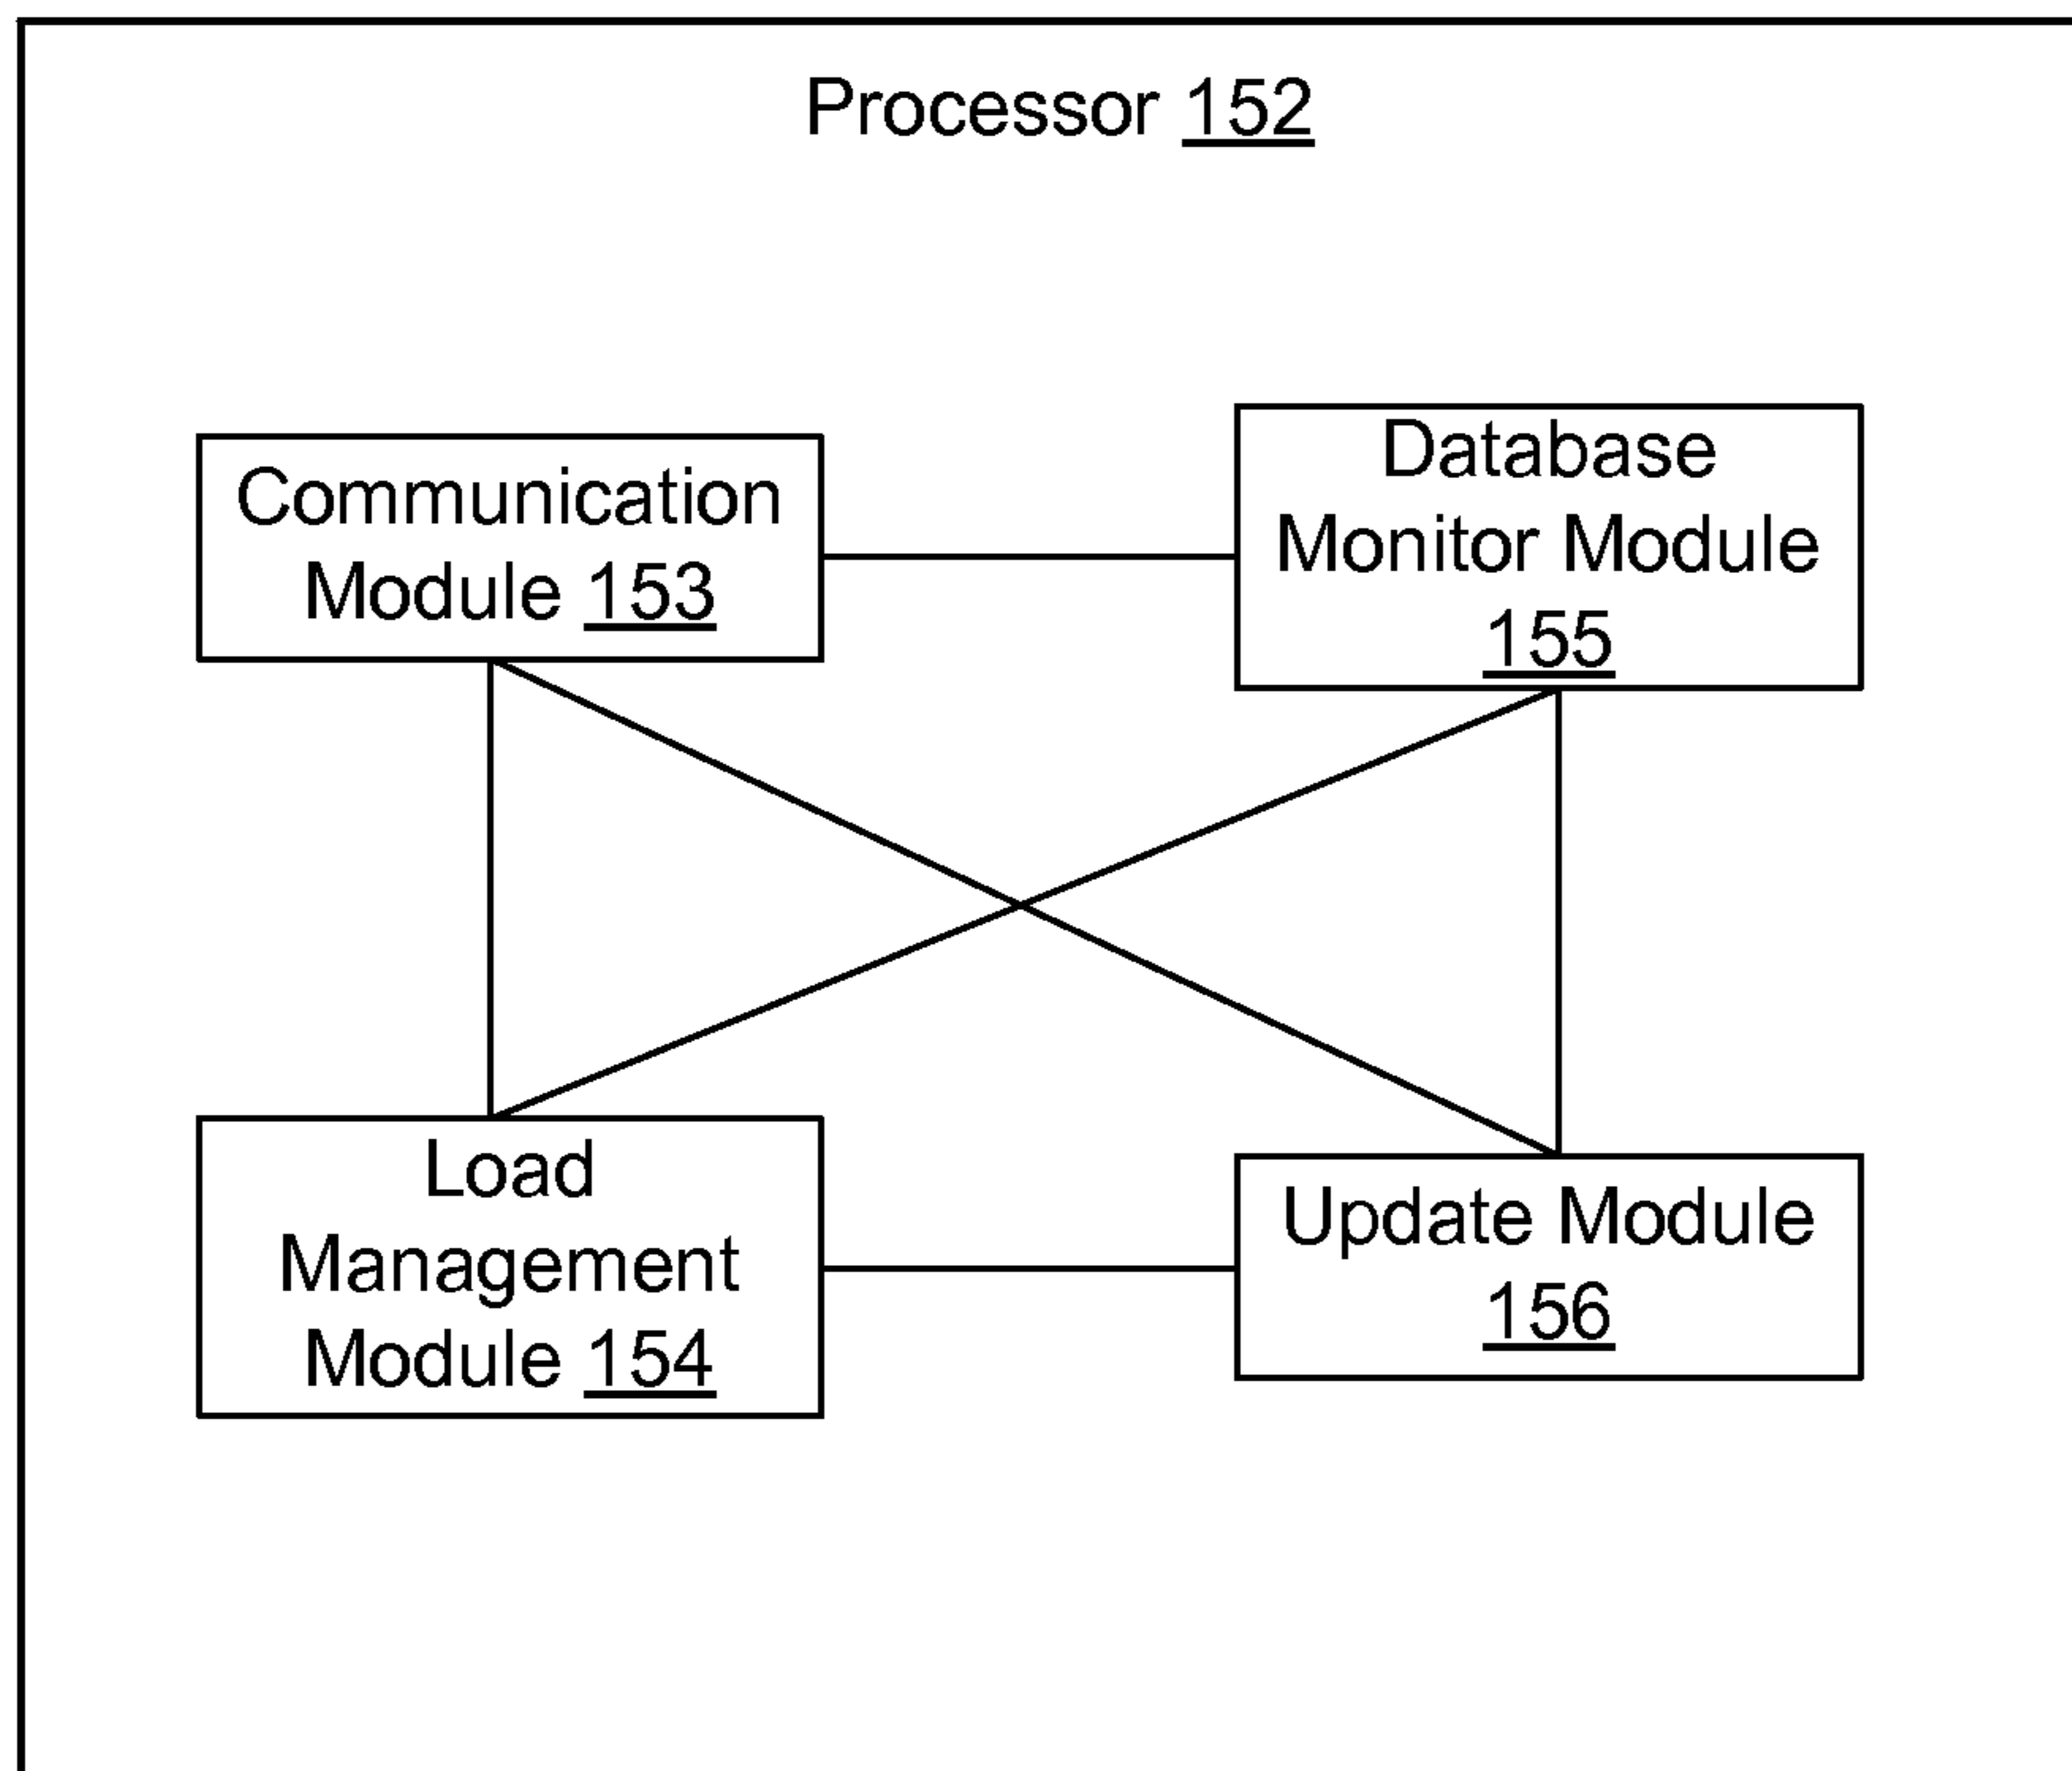 Processor 152
Communication
Module 153
Database
Monitor Module
155
Load
Management
Module 154
Update Module
156